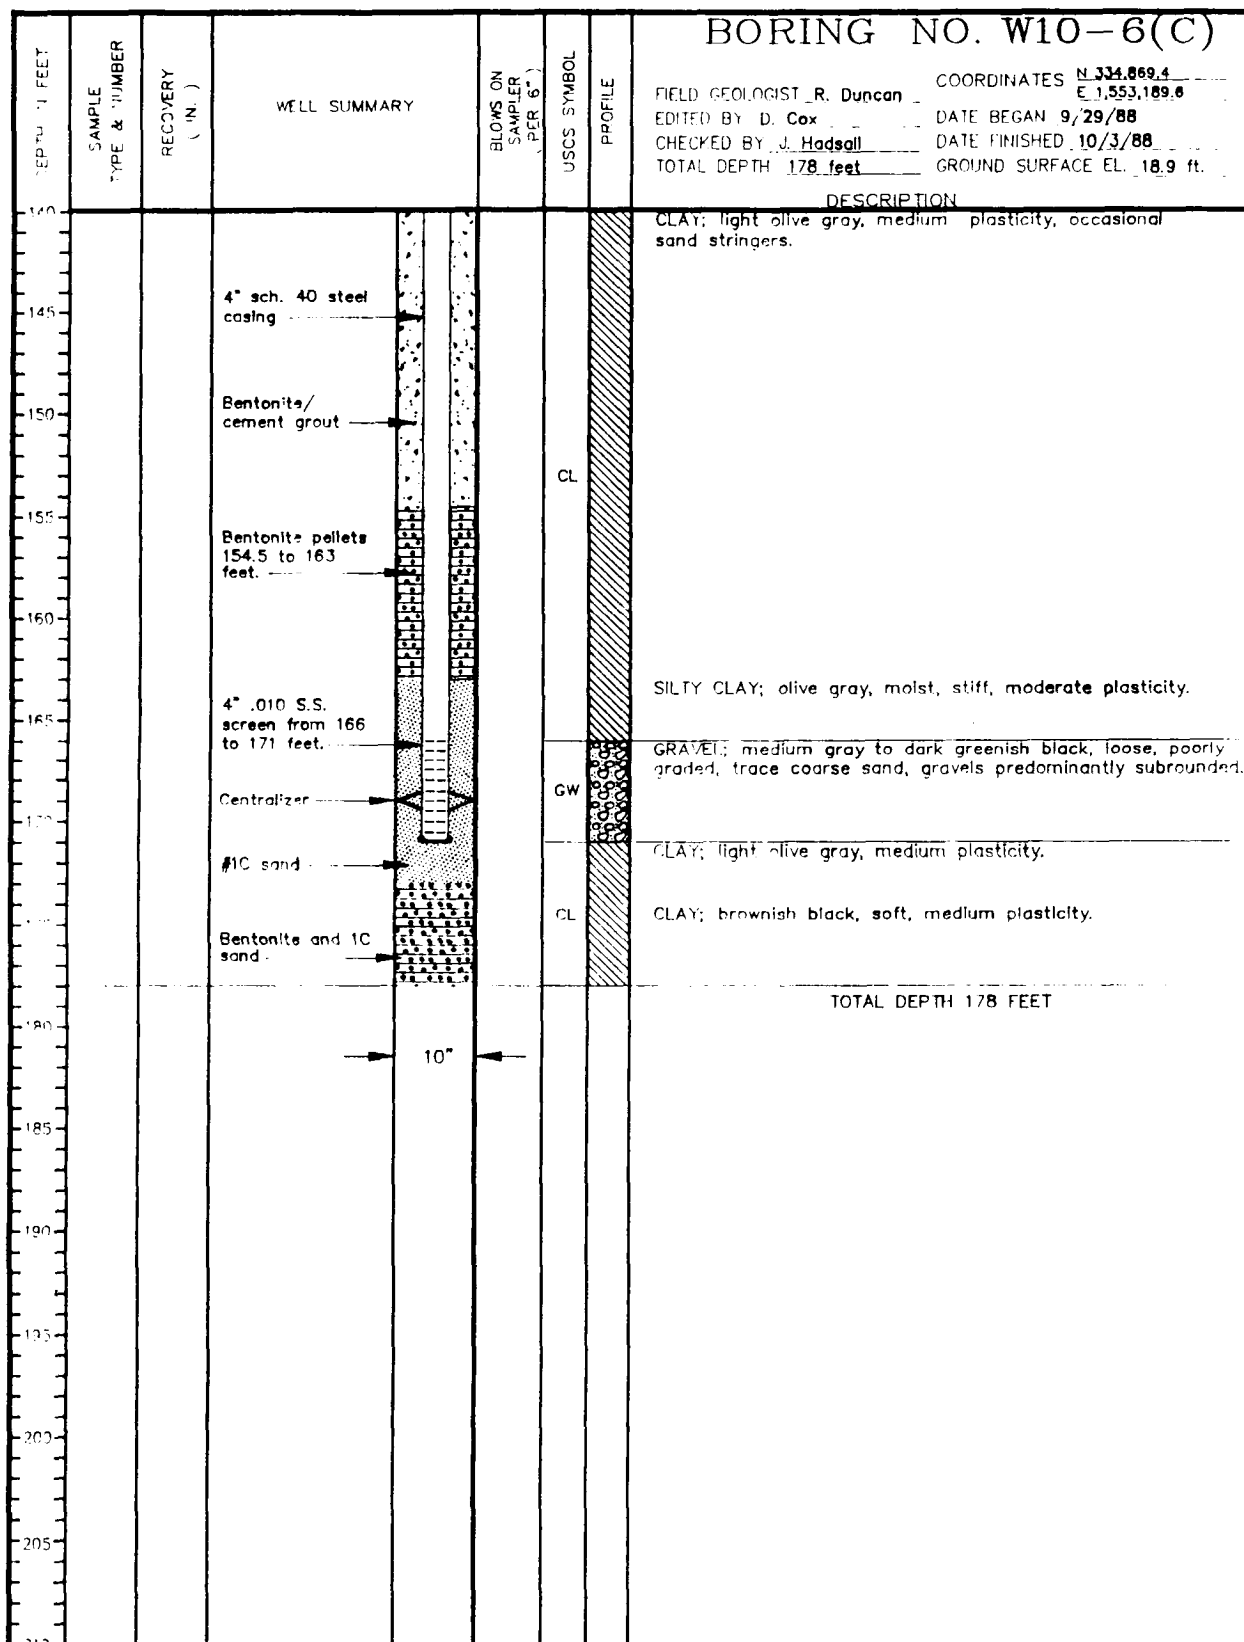 BORING NO. W10-6(C)
FEET
SAMPLE
TYPE & NUMBER
RECOVERY
( IN. )
WELL SUMMARY
BLOWS ON
SAMPLER
( PER 6" )
USCS SYMBOL
PROFILE
FIELD GEOLOGIST R. Duncan
EDITED BY D. Cox
CHECKED BY J. Hadsall
TOTAL DEPTH 178 feet
COORDINATES N 334,869.4
E 1,553,189.6
DATE BEGAN 9/29/88
DATE FINISHED 10/3/88
GROUND SURFACE EL. 18.9 ft.
DESCRIPTION
140
CLAY; light olive gray, medium plasticity, occasional
sand stringers.
4" sch. 40 steel
casing
145
Bentonite/
cement grout
150
CL
155
Bentonite pellets
154.5 to 163
feet.
160
SILTY CLAY; olive gray, moist, stiff, moderate plasticity.
4" .010 S.S.
screen from 166
to 171 feet.
165
GRAVEL; medium gray to dark greenish black, loose, poorly
graded, trace coarse sand, gravels predominantly subrounded.
GW
Centralizer
170
CLAY; light olive gray, medium plasticity.
#1C sand
CL
CLAY; brownish black, soft, medium plasticity.
Bentonite and 1C
sand
TOTAL DEPTH 178 FEET
180
10"
185
190
195
200
205